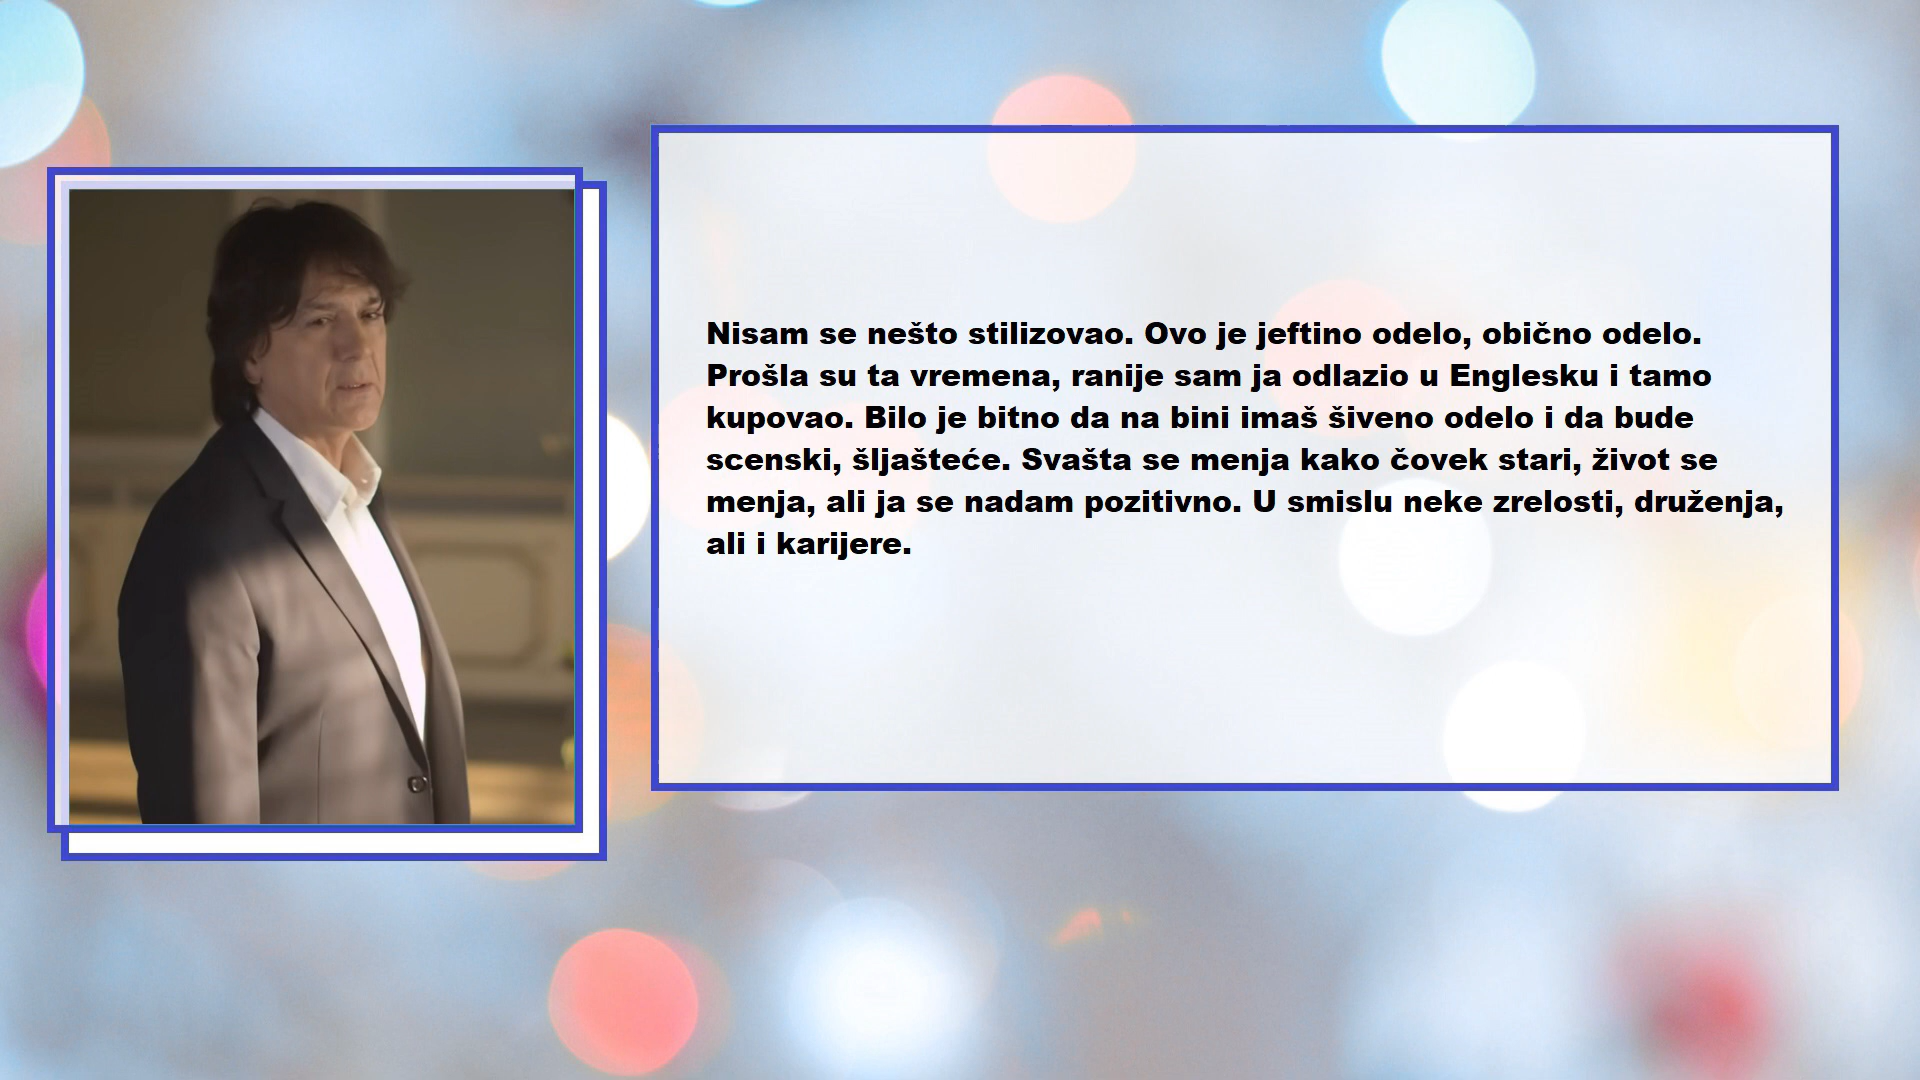 Nisam se nešto stilizovao. Ovo je jeftino odelo, obično odelo.
Prošla su ta vremena, ranije sam ja odlazio u Englesku i tamo
kupovao. Bilo je bitno da na bini imaš šiveno odelo i da bude
scenski, šljašteće. Svašta se menja kako čovek stari, život se
menja, ali ja se nadam pozitivno. U smislu neke zrelosti, druženja,
ali i karijere.